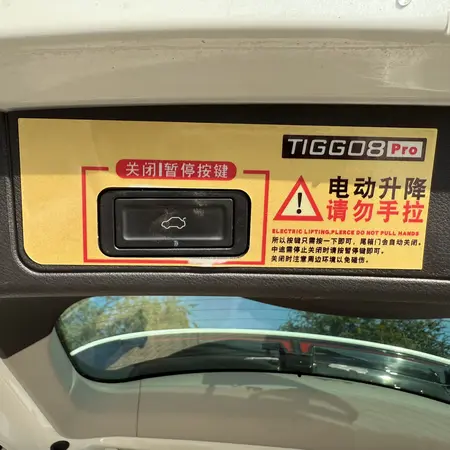 TIGGO8 Pro
关闭|暂停按键
电动升降
请勿手拉
ELECTRIC LIFTING,PLERCE DO NOT PULL HANDS
所以按键只需按一下即可，尾箱门会自动关闭。
中途需停止关闭时请按暂停键即可。
关闭时注意周边环境以免磕伤。